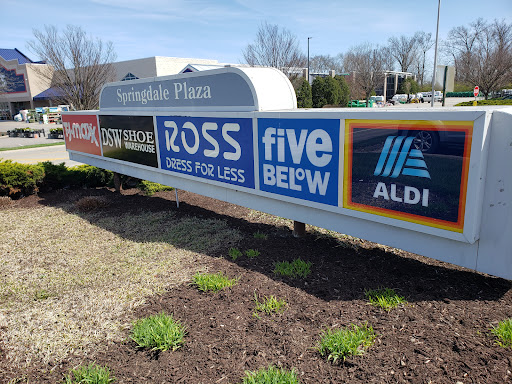 Springdale Plaza
T.J.maxx
DSW SHOE
WAREHOUSE
ROSS
DRESS FOR LESS
five
BELOW
ALDI